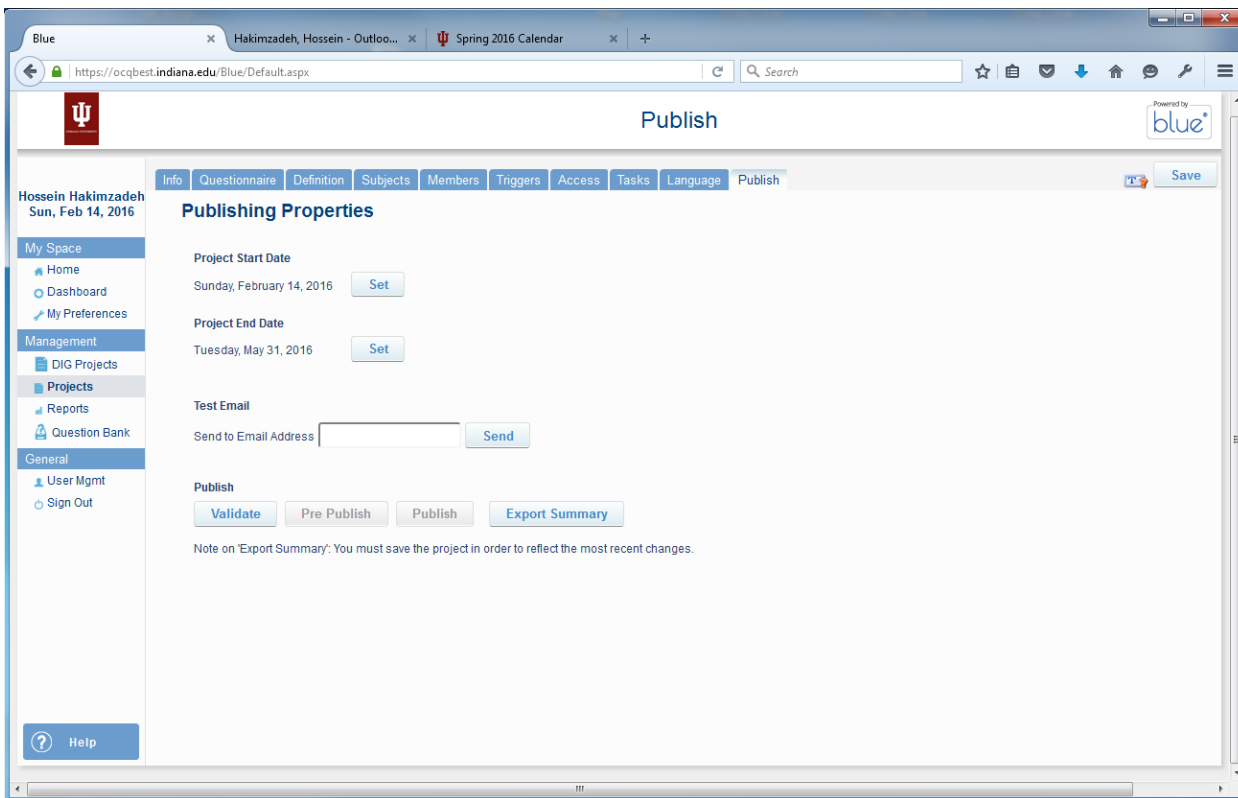 Blue
Hakimzadeh, Hossein - Outloo...
Spring 2016 Calendar
https://ocqbest.indiana.edu/Blue/Default.aspx
Search
Publish
Powered by
blue
Hossein Hakimzadeh
Sun, Feb 14, 2016
Info Questionnaire Definition Subjects Members Triggers Access Tasks Language Publish
Save
Publishing Properties
My Space
Home
Dashboard
My Preferences
Management
DIG Projects
Projects
Reports
Question Bank
General
User Mgmt
Sign Out
Project Start Date
Sunday, February 14, 2016 Set
Project End Date
Tuesday, May 31, 2016 Set
Test Email
Send to Email Address Send
Publish
Validate Pre Publish Publish Export Summary
Note on 'Export Summary': You must save the project in order to reflect the most recent changes.
? Help